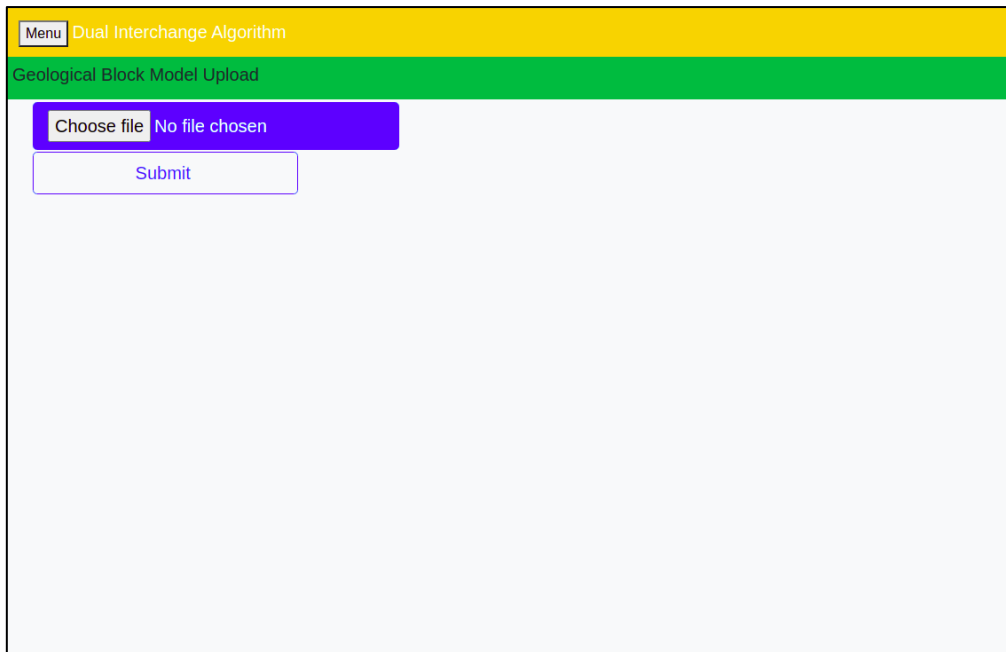 Menu Dual Interchange Algorithm
Geological Block Model Upload
Choose file No file chosen
Submit